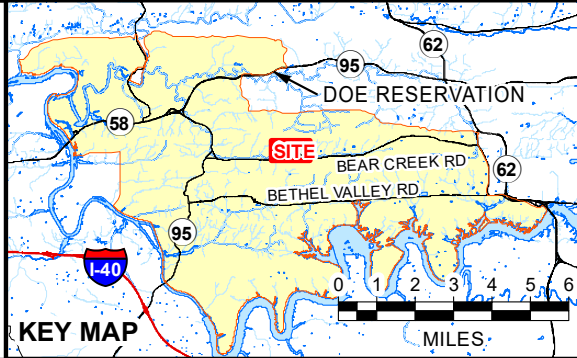 62
95
DOE RESERVATION
58
SITE
BEAR CREEK RD
62
BETHEL VALLEY RD
95
I-40
0 1 2 3 4 5 6
KEY MAP
MILES